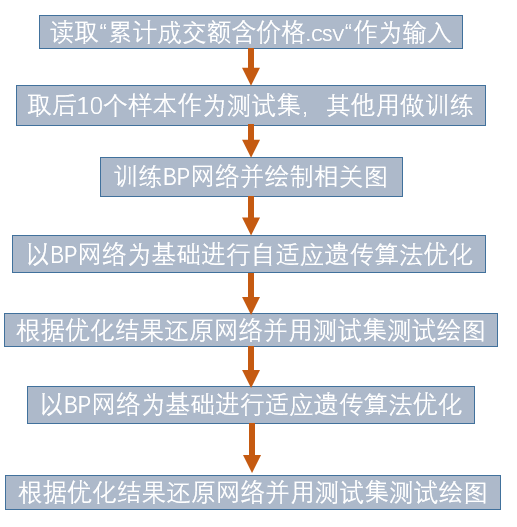 读取“累计成交额含价格.csv“作为输入
取后10个样本作为测试集，其他用做训练
训练BP网络并绘制相关图
以BP网络为基础进行自适应遗传算法优化
根据优化结果还原网络并用测试集测试绘图
以BP网络为基础进行适应遗传算法优化
根据优化结果还原网络并用测试集测试绘图